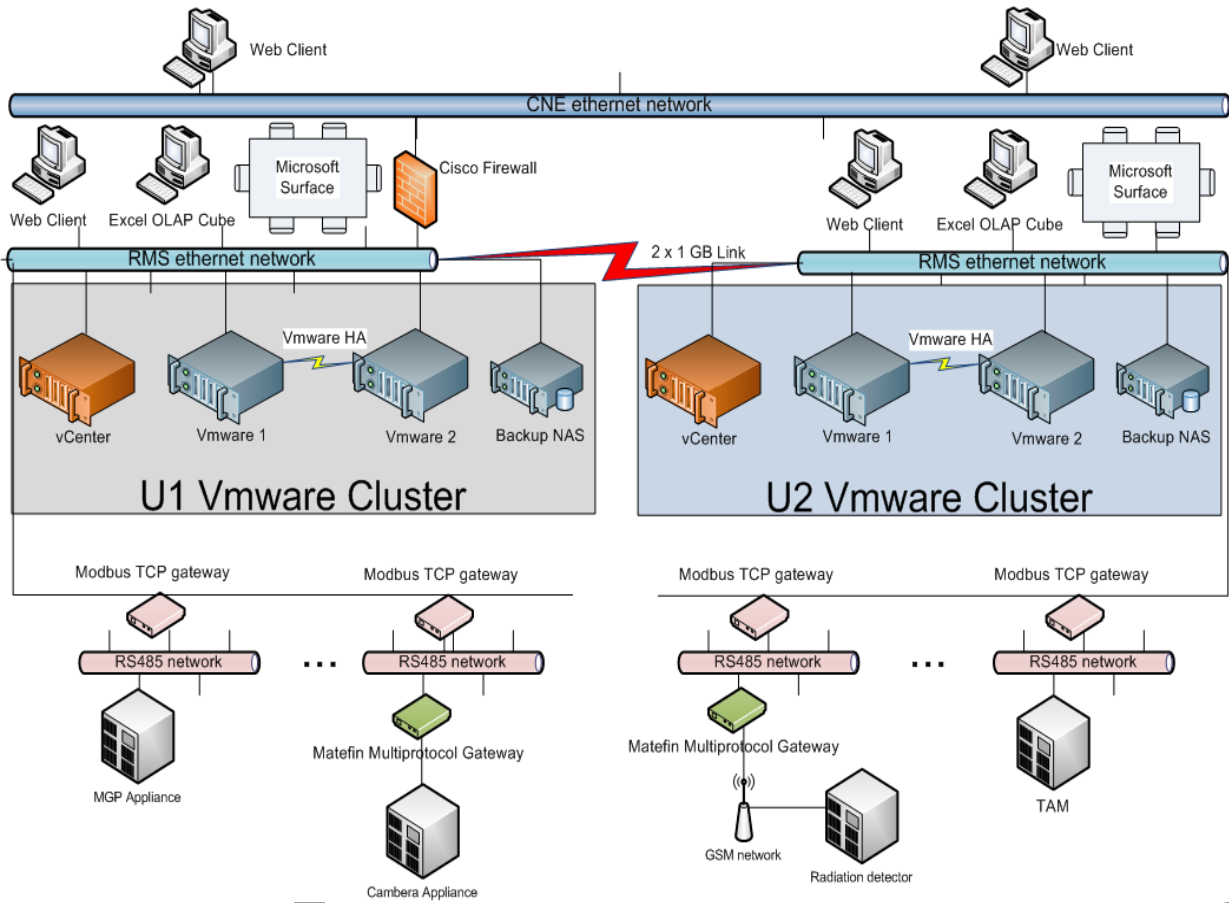 Web Client
Web Client
CNE ethernet network
Microsoft
Surface
Cisco Firewall
Microsoft
Surface
Web Client
Excel OLAP Cube
Web Client
Excel OLAP Cube
RMS ethernet network
2 x 1 GB Link
RMS ethernet network
Vmware HA
Vmware HA
vCenter
Vmware 1
Vmware 2
Backup NAS
vCenter
Vmware 1
Vmware 2
Backup NAS
U1 Vmware Cluster
U2 Vmware Cluster
Modbus TCP gateway
Modbus TCP gateway
Modbus TCP gateway
Modbus TCP gateway
RS485 network
...
RS485 network
RS485 network
...
RS485 network
Matefin Multiprotocol Gateway
Matefin Multiprotocol Gateway
MGP Appliance
TAM
GSM network
Radiation detector
Cambera Appliance